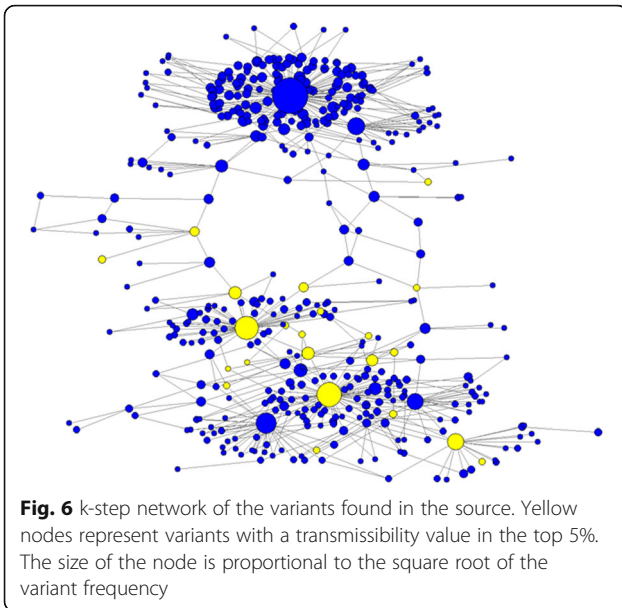 Fig. 6 k-step network of the variants found in the source. Yellow
nodes represent variants with a transmissibility value in the top 5%.
The size of the node is proportional to the square root of the
variant frequency